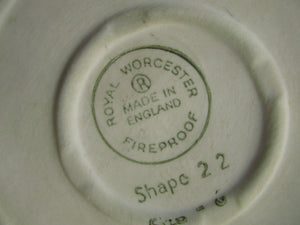 ROYAL WORCESTER
®
MADE IN
ENGLAND
FIREPROOF
Shape 22